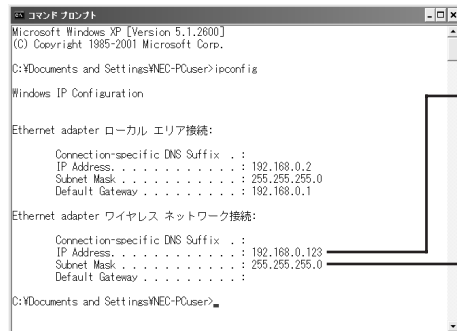 コマンド プロンプト
Microsoft Windows XP [Version 5.1.2600]
(C) Copyright 1985-2001 Microsoft Corp.
C:¥Documents and Settings¥NEC-PCuser>ipconfig
Windows IP Configuration
Ethernet adapter ローカル エリア接続:
Connection-specific DNS Suffix  . :
IP Address. . . . . . . . . . . . : 192.168.0.2
Subnet Mask . . . . . . . . . . . : 255.255.255.0
Default Gateway . . . . . . . . . : 192.168.0.1
Ethernet adapter ワイヤレス ネットワーク接続:
Connection-specific DNS Suffix  . :
IP Address. . . . . . . . . . . . : 192.168.0.123
Subnet Mask . . . . . . . . . . . : 255.255.255.0
Default Gateway . . . . . . . . . :
C:¥Documents and Settings¥NEC-PCuser>_